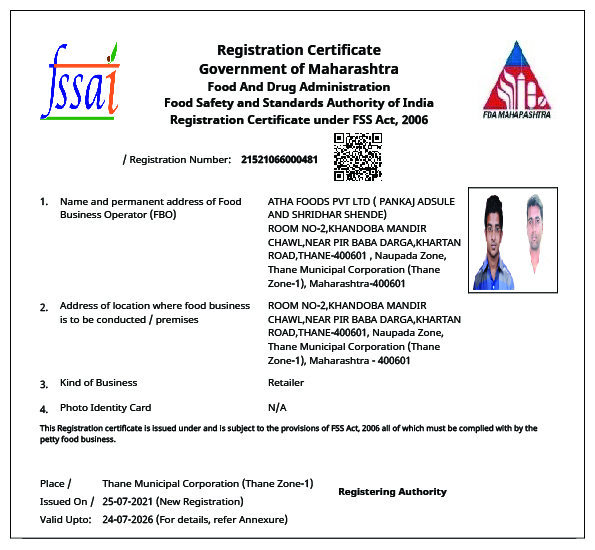 fssai
Registration Certificate
Government of Maharashtra
Food And Drug Administration
Food Safety and Standards Authority of India
Registration Certificate under FSS Act, 2006
FDA MAHARASHTRA
/ Registration Number: 21521066000481
1. Name and permanent address of Food
Business Operator (FBO)
ATHA FOODS PVT LTD ( PANKAJ ADSULE
AND SHRIDHAR SHENDE)
ROOM NO-2,KHANDOBA MANDIR
CHAWL,NEAR PIR BABA DARGA,KHARTAN
ROAD,THANE-400601 , Naupada Zone,
Thane Municipal Corporation (Thane
Zone-1), Maharashtra-400601
2. Address of location where food business
is to be conducted / premises
ROOM NO-2,KHANDOBA MANDIR
CHAWL,NEAR PIR BABA DARGA,KHARTAN
ROAD,THANE-400601, Naupada Zone,
Thane Municipal Corporation (Thane
Zone-1), Maharashtra - 400601
3. Kind of Business Retailer
4. Photo Identity Card N/A
This Registration certificate is issued under and is subject to the provisions of FSS Act, 2006 all of which must be complied with by the
petty food business.
Place / Thane Municipal Corporation (Thane Zone-1)
Registering Authority
Issued On / 25-07-2021 (New Registration)
Valid Upto: 24-07-2026 (For details, refer Annexure)